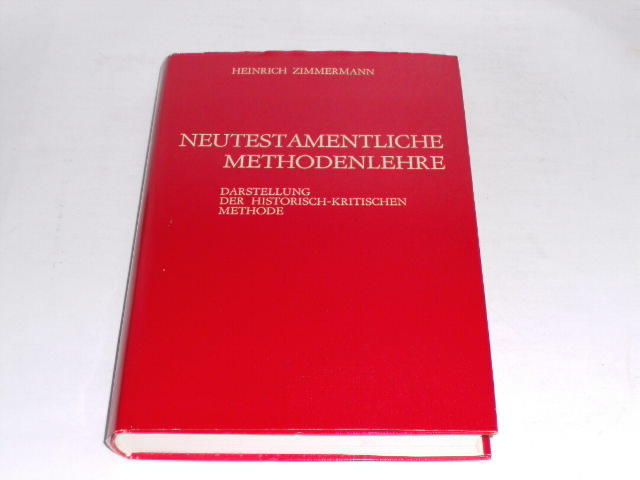 HEINRICH ZIMMERMANN
NEUTESTAMENTLICHE
METHODENLEHRE
DARSTELLUNG
DER HISTORISCH-KRITISCHEN
METHODE